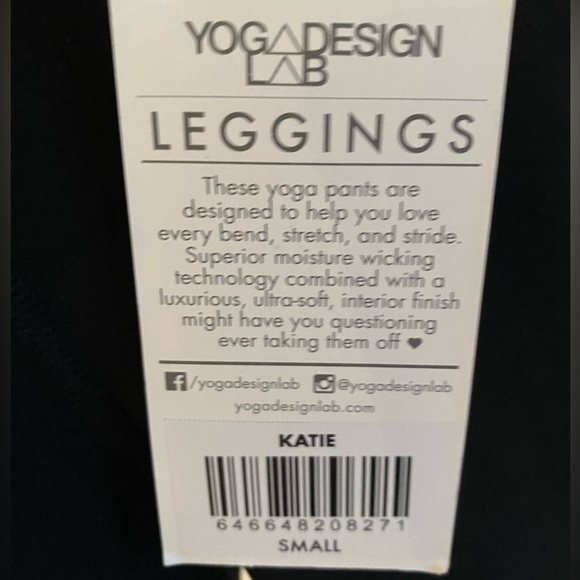 YOGADESIGN
LAB
LEGGINGS
These yoga pants are
designed to help you love
every bend, stretch, and stride.
Superior moisture wicking
technology combined with a
luxurious, ultra-soft, interior finish
might have you questioning
ever taking them off ♥
f/yogadesignlab @yogadesignlab
yogadesignlab.com
KATIE
646648208271
SMALL